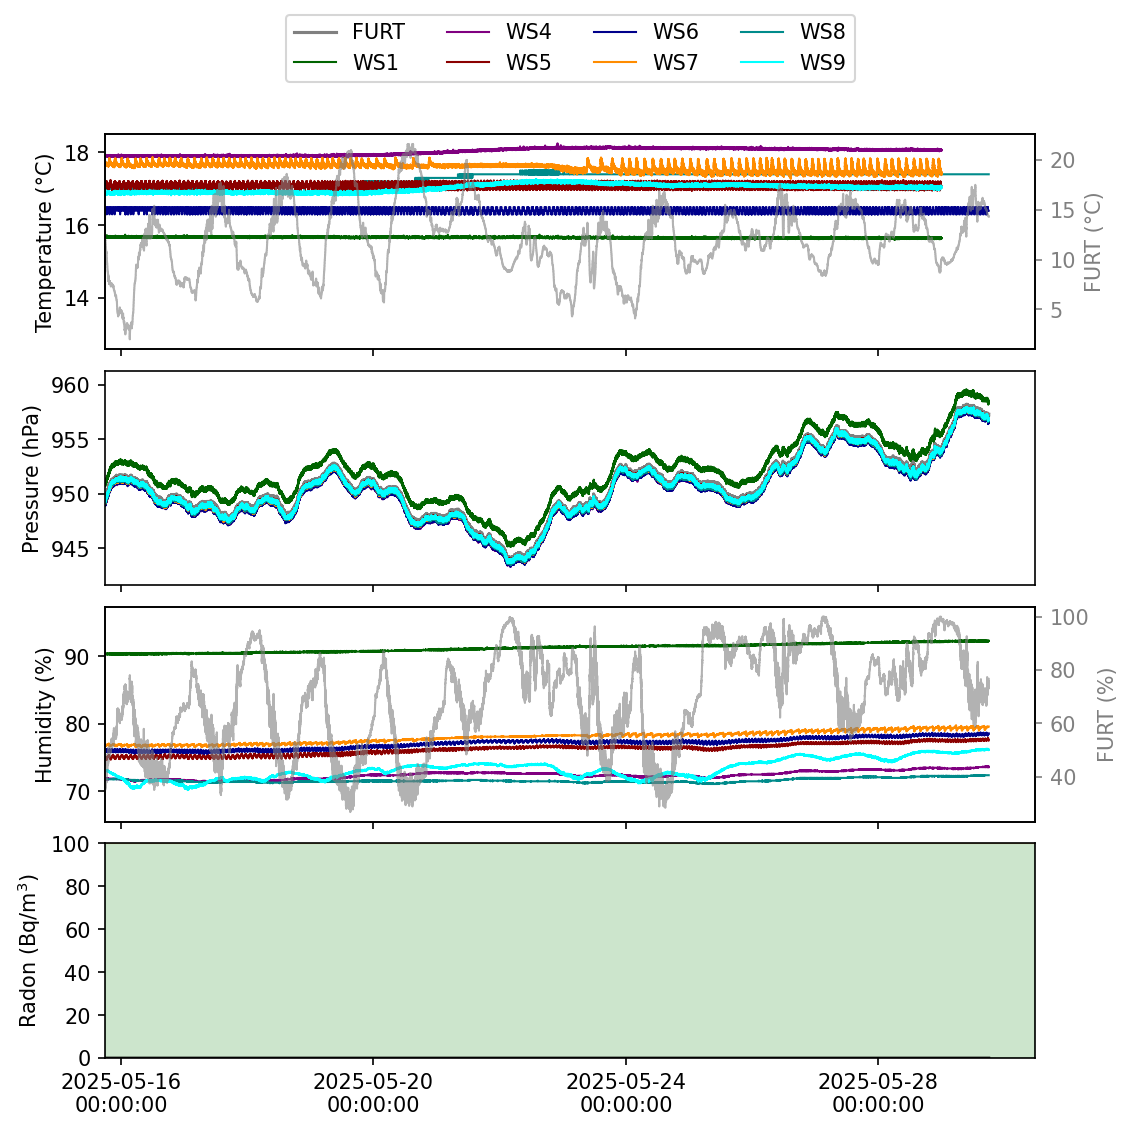 FURT WS4 WS6 WS8
WS1 WS5 WS7 WS9
Temperature (°C)
18
16
14
20
15
10
5
FURT (°C)
Pressure (hPa)
960
955
950
945
Humidity (%)
90
80
70
100
80
60
40
FURT (%)
Radon (Bq/m³)
100
80
60
40
20
0
2025-05-16 2025-05-20 2025-05-24 2025-05-28
00:00:00 00:00:00 00:00:00 00:00:00